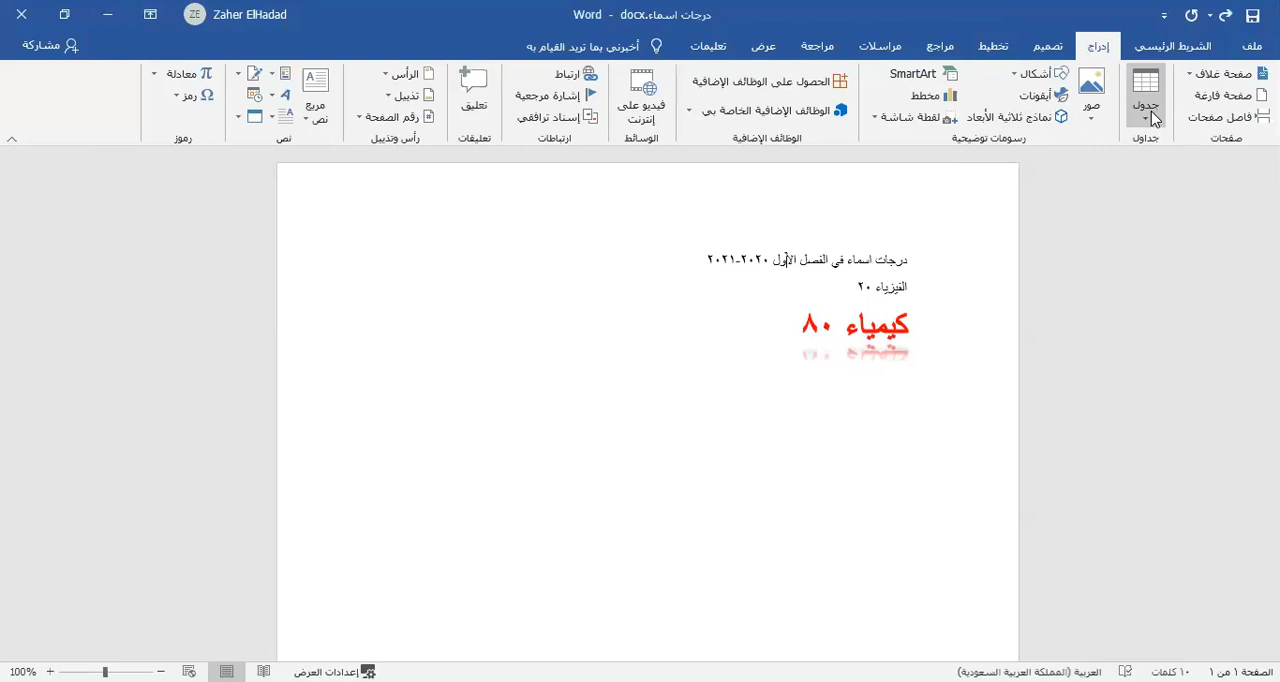 درجات اسماء.docx - Word
Zaher ElHadad
ZE
ملف
الشريط الرئيسي
إدراج
تصميم
تخطيط
مراجع
مراسلات
مراجعة
عرض
تعليمات
أخبرني بما تريد القيام به
مشاركة
صفحة غلاف
صفحة فارغة
فاصل صفحات
صفحات
جدول
جداول
صور
أشكال
أيقونات
نماذج ثلاثية الأبعاد
SmartArt
مخطط
لقطة شاشة
رسومات توضيحية
الحصول على الوظائف الإضافية
الوظائف الإضافية الخاصة بي
الوظائف الإضافية
فيديو على
إنترنت
الوسائط
ارتباط
إشارة مرجعية
إسناد ترافقي
ارتباطات
تعليق
تعليقات
الرأس
تذييل
رقم الصفحة
رأس وتذييل
مربع
نص
نص
معادلة
رمز
رموز
درجات اسماء في الفصل الاول ٢٠٢٠-٢٠٢١
الفيزياء ٢٠
كيمياء ٨٠
الصفحة ١ من ١
١٠ كلمات
العربية (المملكة العربية السعودية)
إعدادات العرض
100%